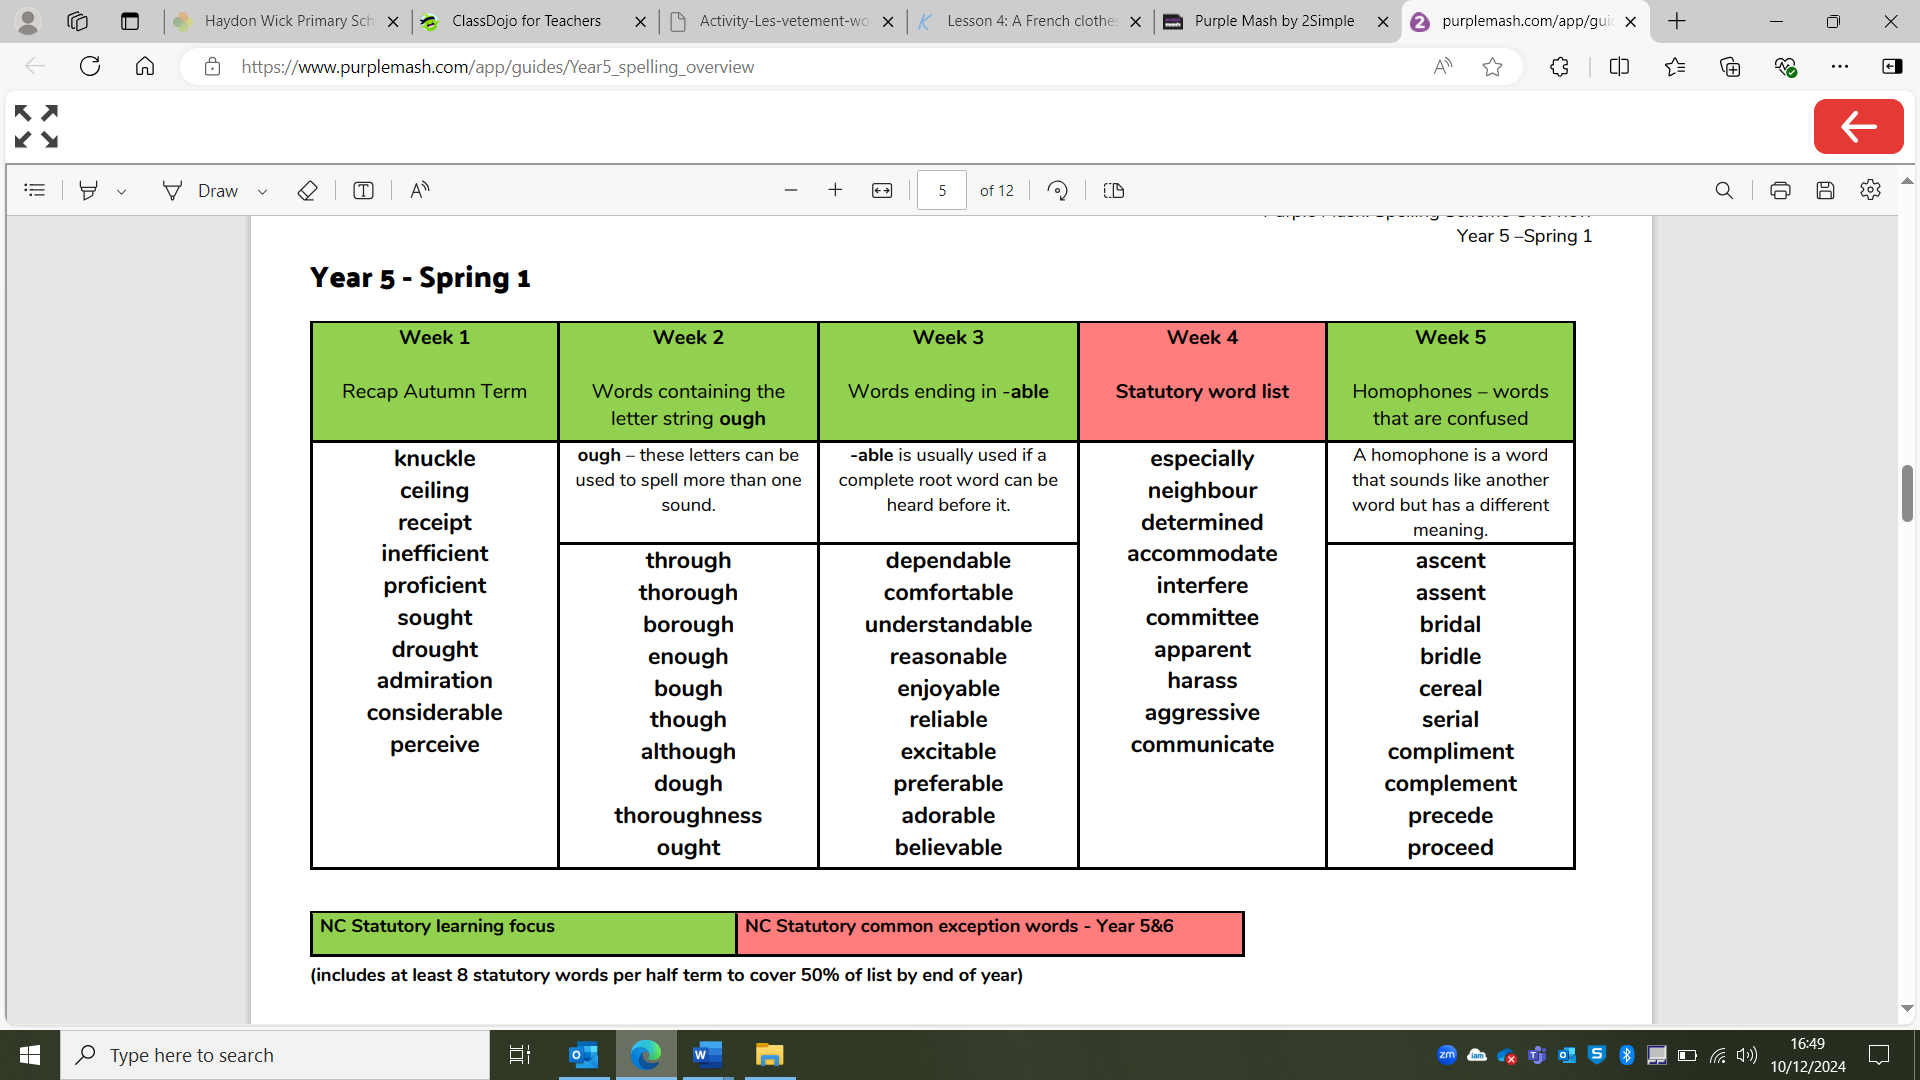 Haydon Wick Primary Sch
ClassDojo for Teachers
Activity-Les-vetement-wo
Lesson 4: A French clothes
Purple Mash by 2Simple
purplemash.com/app/gui
https://www.purplemash.com/app/guides/Year5_spelling_overview
Draw
5 of 12
Year 5 –Spring 1
Year 5 - Spring 1
Week 1
Recap Autumn Term
knuckle
ceiling
receipt
inefficient
proficient
sought
drought
admiration
considerable
perceive
Week 2
Words containing the
letter string ough
ough – these letters can be
used to spell more than one
sound.
through
thorough
borough
enough
bough
though
although
dough
thoroughness
ought
Week 3
Words ending in -able
-able is usually used if a
complete root word can be
heard before it.
dependable
comfortable
understandable
reasonable
enjoyable
reliable
excitable
preferable
adorable
believable
Week 4
Statutory word list
especially
neighbour
determined
accommodate
interfere
committee
apparent
harass
aggressive
communicate
Week 5
Homophones – words
that are confused
A homophone is a word
that sounds like another
word but has a different
meaning.
ascent
assent
bridal
bridle
cereal
serial
compliment
complement
precede
proceed
NC Statutory learning focus
NC Statutory common exception words - Year 5&6
(includes at least 8 statutory words per half term to cover 50% of list by end of year)
Type here to search
16:49
10/12/2024